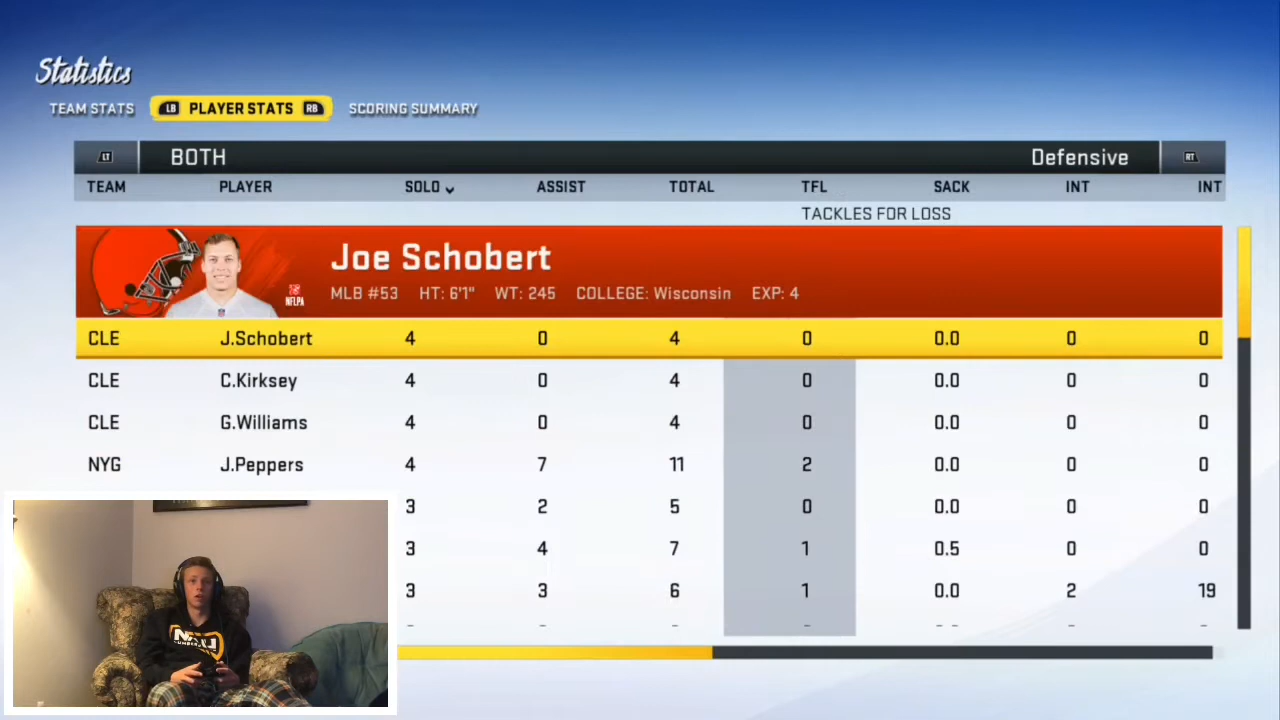 Statistics
TEAM STATS LB PLAYER STATS RB SCORING SUMMARY
LT BOTH Defensive RT
TEAM PLAYER SOLO ASSIST TOTAL TFL SACK INT INT
TACKLES FOR LOSS
Joe Schobert
MLB #53 HT: 6'1" WT: 245 COLLEGE: Wisconsin EXP: 4
NFLPA
CLE J.Schobert 4 0 4 0 0.0 0 0
CLE C.Kirksey 4 0 4 0 0.0 0 0
CLE G.Williams 4 0 4 0 0.0 0 0
NYG J.Peppers 4 7 11 2 0.0 0 0
3 2 5 0 0.0 0 0
3 4 7 1 0.5 0 0
3 3 6 1 0.0 2 19